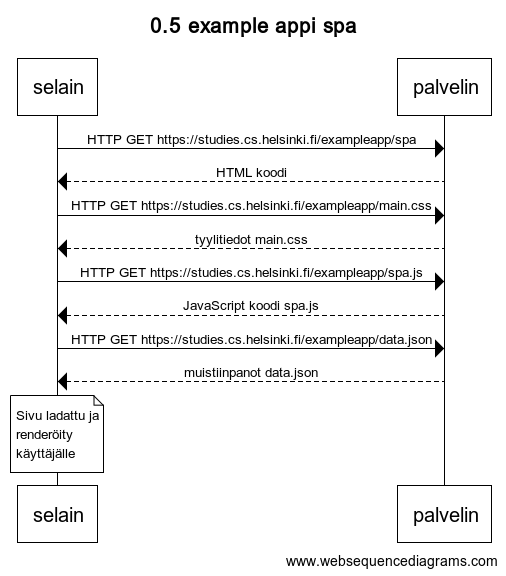 0.5 example appi spa
selain
palvelin
HTTP GET https://studies.cs.helsinki.fi/exampleapp/spa
HTML koodi
HTTP GET https://studies.cs.helsinki.fi/exampleapp/main.css
tyylitiedot main.css
HTTP GET https://studies.cs.helsinki.fi/exampleapp/spa.js
JavaScript koodi spa.js
HTTP GET https://studies.cs.helsinki.fi/exampleapp/data.json
muistiinpanot data.json
Sivu ladattu ja
renderöity
käyttäjälle
selain
palvelin
www.websequencediagrams.com